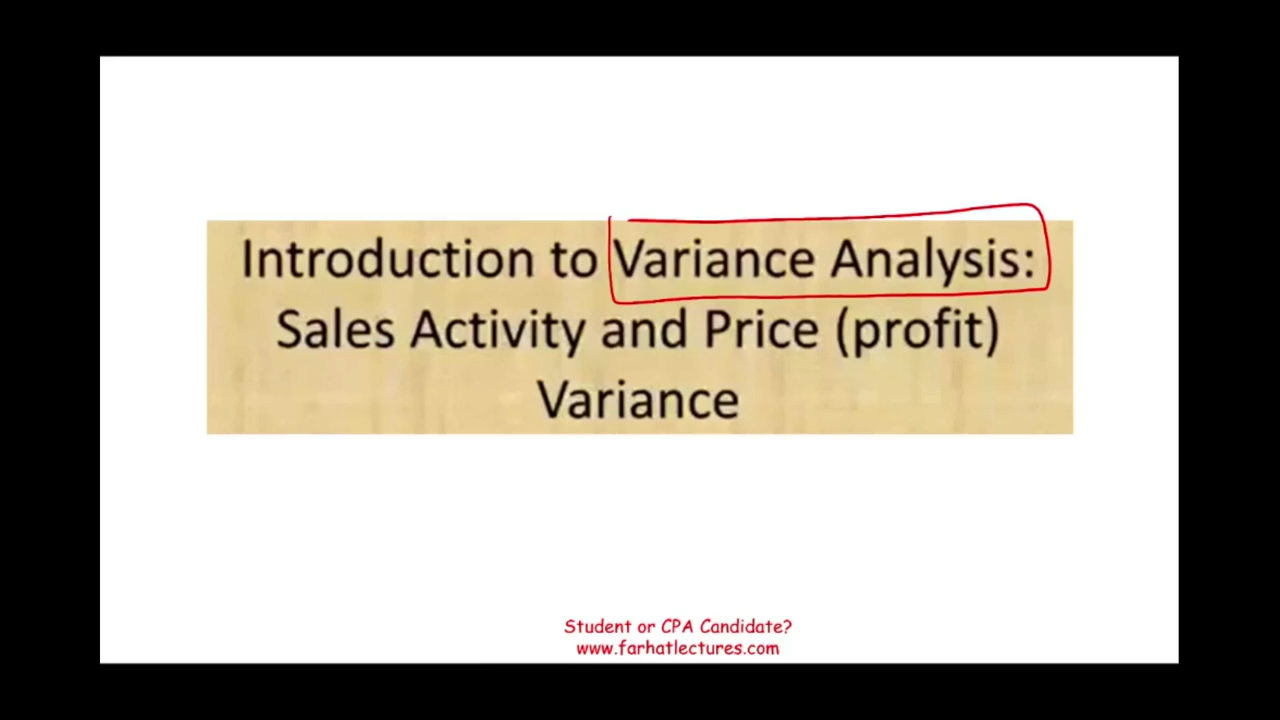 Introduction to Variance Analysis:
Sales Activity and Price (profit)
Variance
Student or CPA Candidate?
www.farhatlectures.com